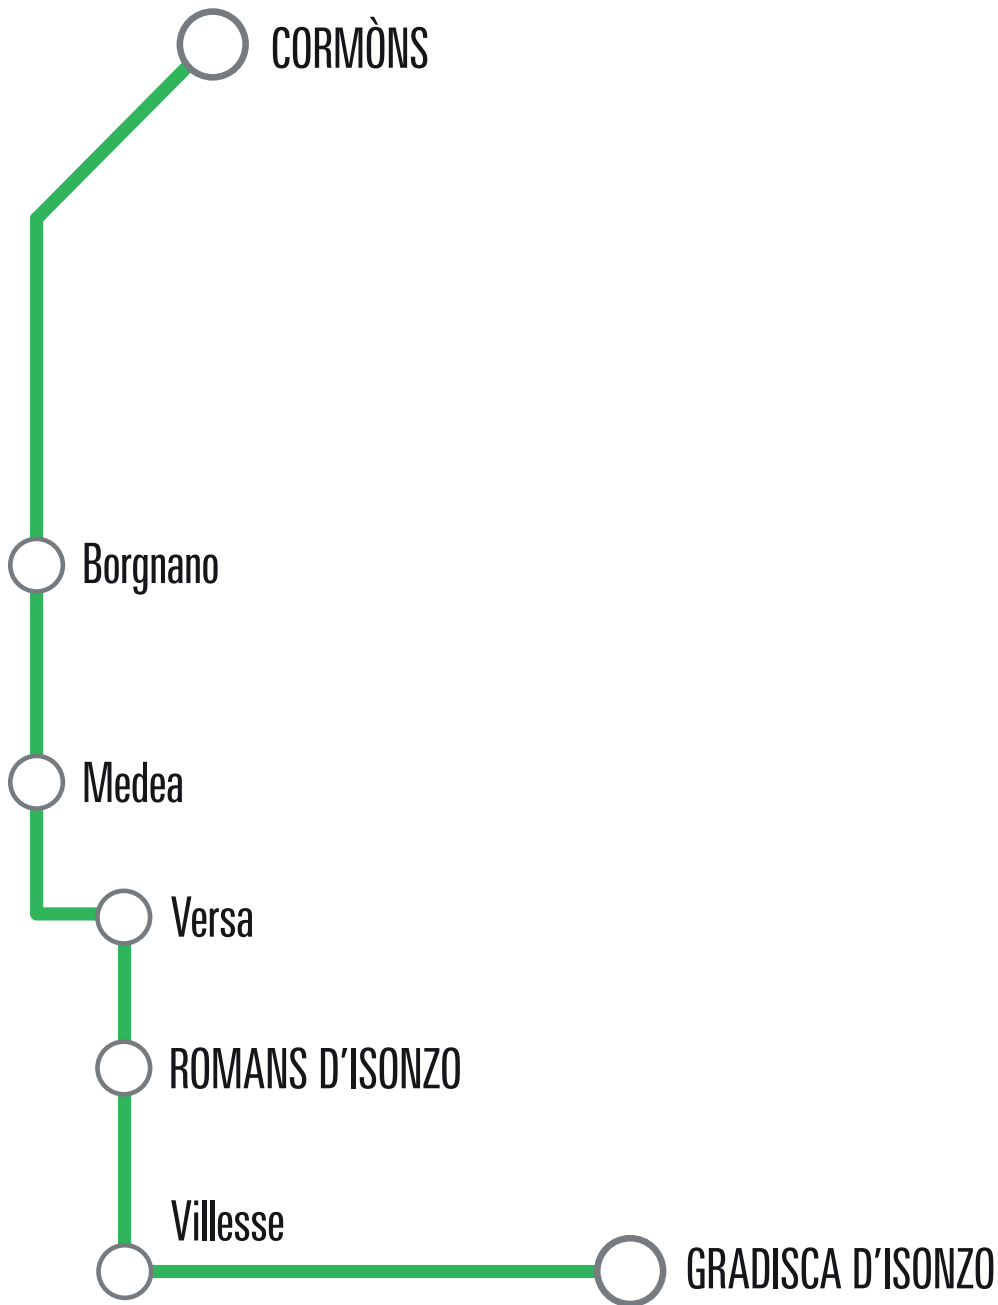 CORMÒNS
Borgnano
Medea
Versa
ROMANS D’ISONZO
Villesse
GRADISCA D’ISONZO